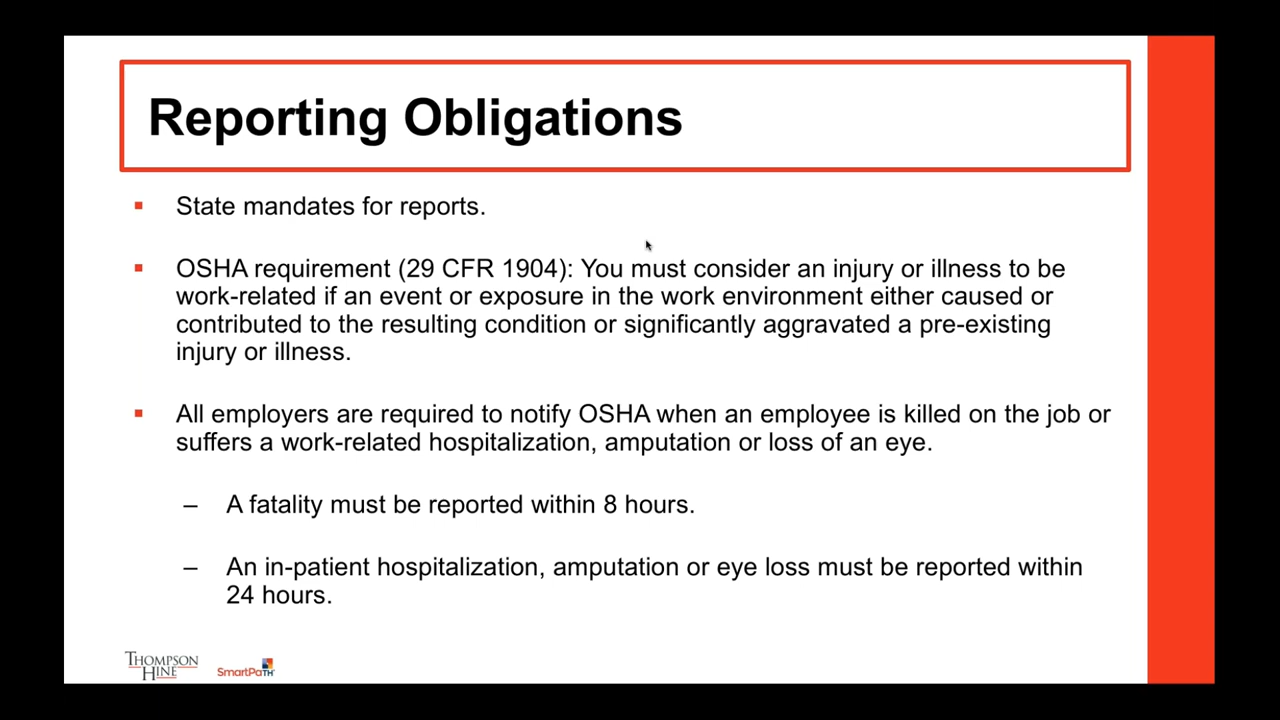 Reporting Obligations
▪ State mandates for reports.
▪ OSHA requirement (29 CFR 1904): You must consider an injury or illness to be
work-related if an event or exposure in the work environment either caused or
contributed to the resulting condition or significantly aggravated a pre-existing
injury or illness.
▪ All employers are required to notify OSHA when an employee is killed on the job or
suffers a work-related hospitalization, amputation or loss of an eye.
– A fatality must be reported within 8 hours.
– An in-patient hospitalization, amputation or eye loss must be reported within
24 hours.
THOMPSON
HINE
SmartPaTH